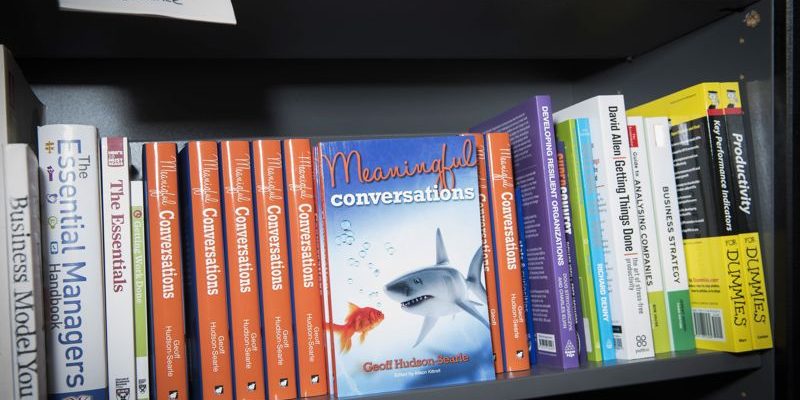 Business Model You
The
Essential
Managers
Handbook
The Essentials
Getting Work Done
Meaningful
Conversations
Geoff
Hudson-Searle
Meaningful
Conversations
Geoff
Hudson-Searle
Meaningful
Conversations
Geoff
Hudson-Searle
Meaningful
Conversations
Geoff
Hudson-Searle
Meaningful
Conversations
Geoff
Hudson-Searle
Meaningful
conversations
Geoff Hudson-Searle
Edited by
Conversations
Meaningful
Conversations
Geoff
Hudson-Searle
DEVELOPING RESILIENT ORGANIZATIONS
RICHARD DENNY
David Allen
Getting Things Done
the art of stress-free
productivity
Guide to
ANALYSING COMPANIES
BUSINESS STRATEGY
Key Performance Indicators
FOR
DUMMIES
Productivity
FOR
DUMMIES